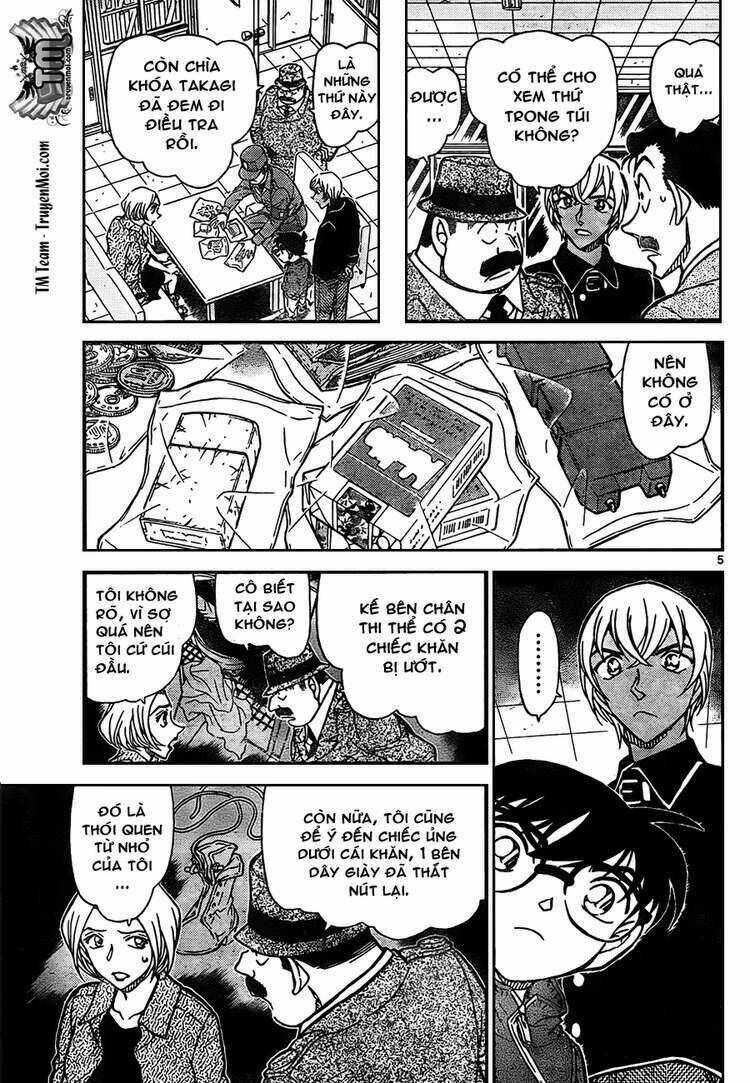 QUẢ
THẬT...
CÓ THỂ CHO
XEM THỨ
TRONG TÚI
KHÔNG?
ĐƯỢC
...
LÀ
NHỮNG
THỨ NÀY
ĐÂY.
CÒN CHÌA
KHÓA TAKAGI
ĐÃ ĐEM ĐI
ĐIỀU TRA
RỒI.
TM
truyenmoi.com
TM Team - TruyenMoi.com
NÊN
KHÔNG
CÓ Ở
ĐÂY.
5
......
KẾ BÊN CHÂN
THI THỂ CÓ 2
CHIẾC KHĂN
BỊ ƯỚT.
CÔ BIẾT
TẠI SAO
KHÔNG?
TÔI KHÔNG
RÕ, VÌ SỢ
QUÁ NÊN
TÔI CỨ CÚI
ĐẦU.
CÒN NỮA, TÔI CŨNG
ĐỂ Ý ĐẾN CHIẾC ỦNG
DƯỚI CÁI KHĂN, 1 BÊN
DÂY GIÀY ĐÃ THẮT
NÚT LẠI.
ĐÓ LÀ
THÓI QUEN
TỪ NHỎ
CỦA TÔI
...